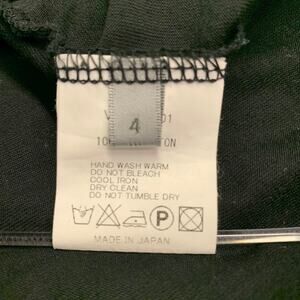 4
HAND WASH WARM
DO NOT BLEACH
COOL IRON
DRY CLEAN
DO NOT TUMBLE DRY
P
MADE IN JAPAN